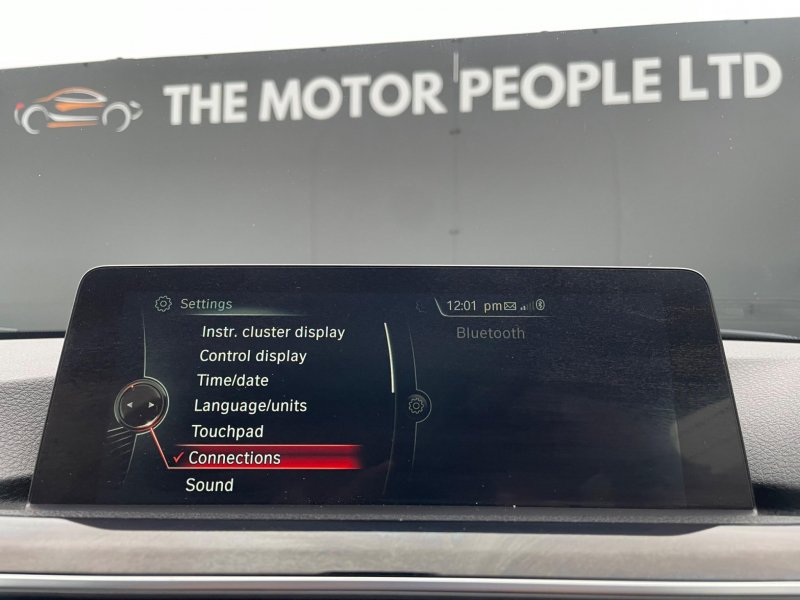 THE MOTOR PEOPLE LTD
Settings
Instr. cluster display
Control display
Time/date
Language/units
Touchpad
Connections
Sound
12:01 pm
Bluetooth